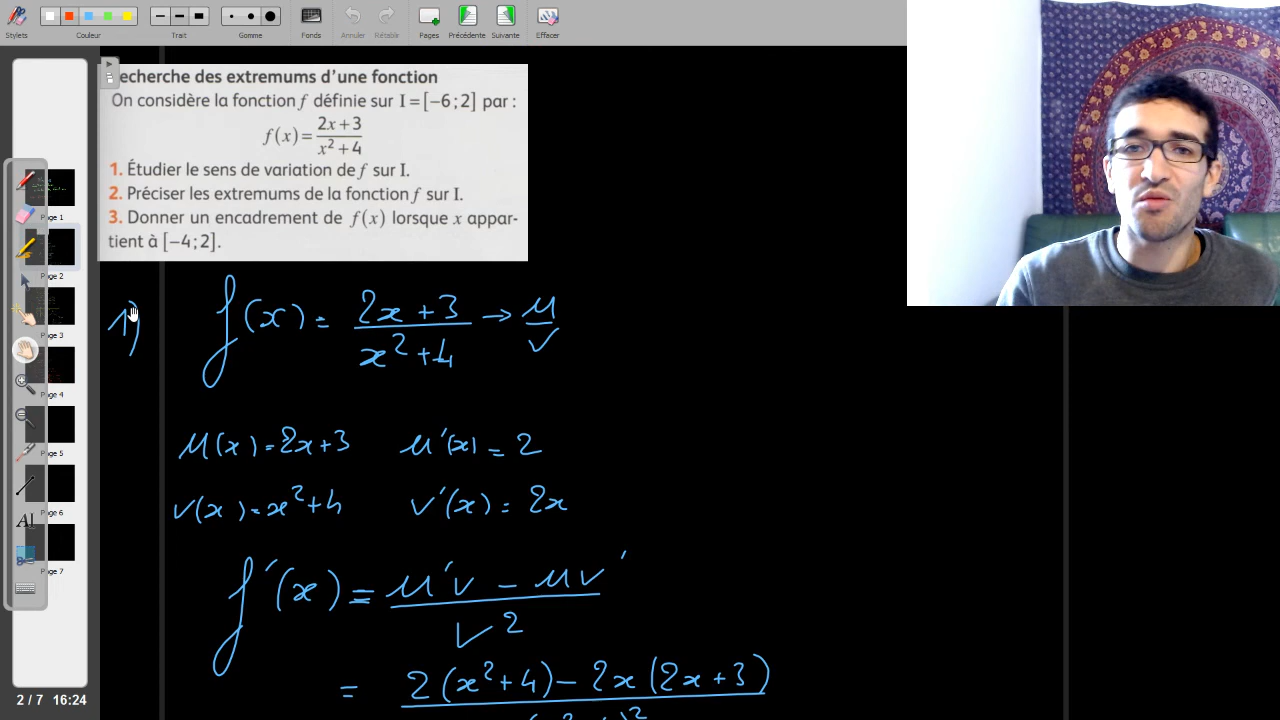 Stylets Couleur Trait Gomme Fonds Annuler Rétablir Pages Précédente Suivante Effacer
echerche des extremums d'une fonction
On considère la fonction f définie sur I = [−6 ; 2] par :
f(x) = (2x + 3)/(x² + 4)
1. Étudier le sens de variation de f sur I.
2. Préciser les extremums de la fonction f sur I.
3. Donner un encadrement de f(x) lorsque x appar-
tient à [−4 ; 2].
Page 1
Page 2
Page 3
Page 4
Page 5
Page 6
Page 7
AI
2 / 7 16:24
1) f(x) = (2x + 3)/(x² + 4) → u/v
u(x) = 2x + 3 u'(x) = 2
v(x) = x² + 4 v'(x) = 2x
f'(x) = (u'v − uv')/v²
= 2(x² + 4) − 2x(2x + 3)